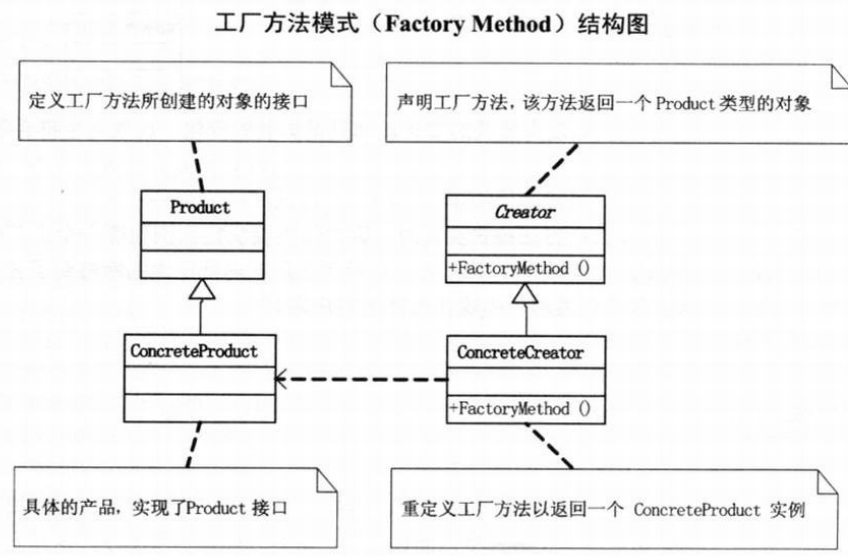 工厂方法模式（Factory Method）结构图
定义工厂方法所创建的对象的接口
声明工厂方法，该方法返回一个 Product 类型的对象
Product
Creator
+FactoryMethod ()
ConcreteProduct
ConcreteCreator
+FactoryMethod ()
具体的产品，实现了Product 接口
重定义工厂方法以返回一个 ConcreteProduct 实例